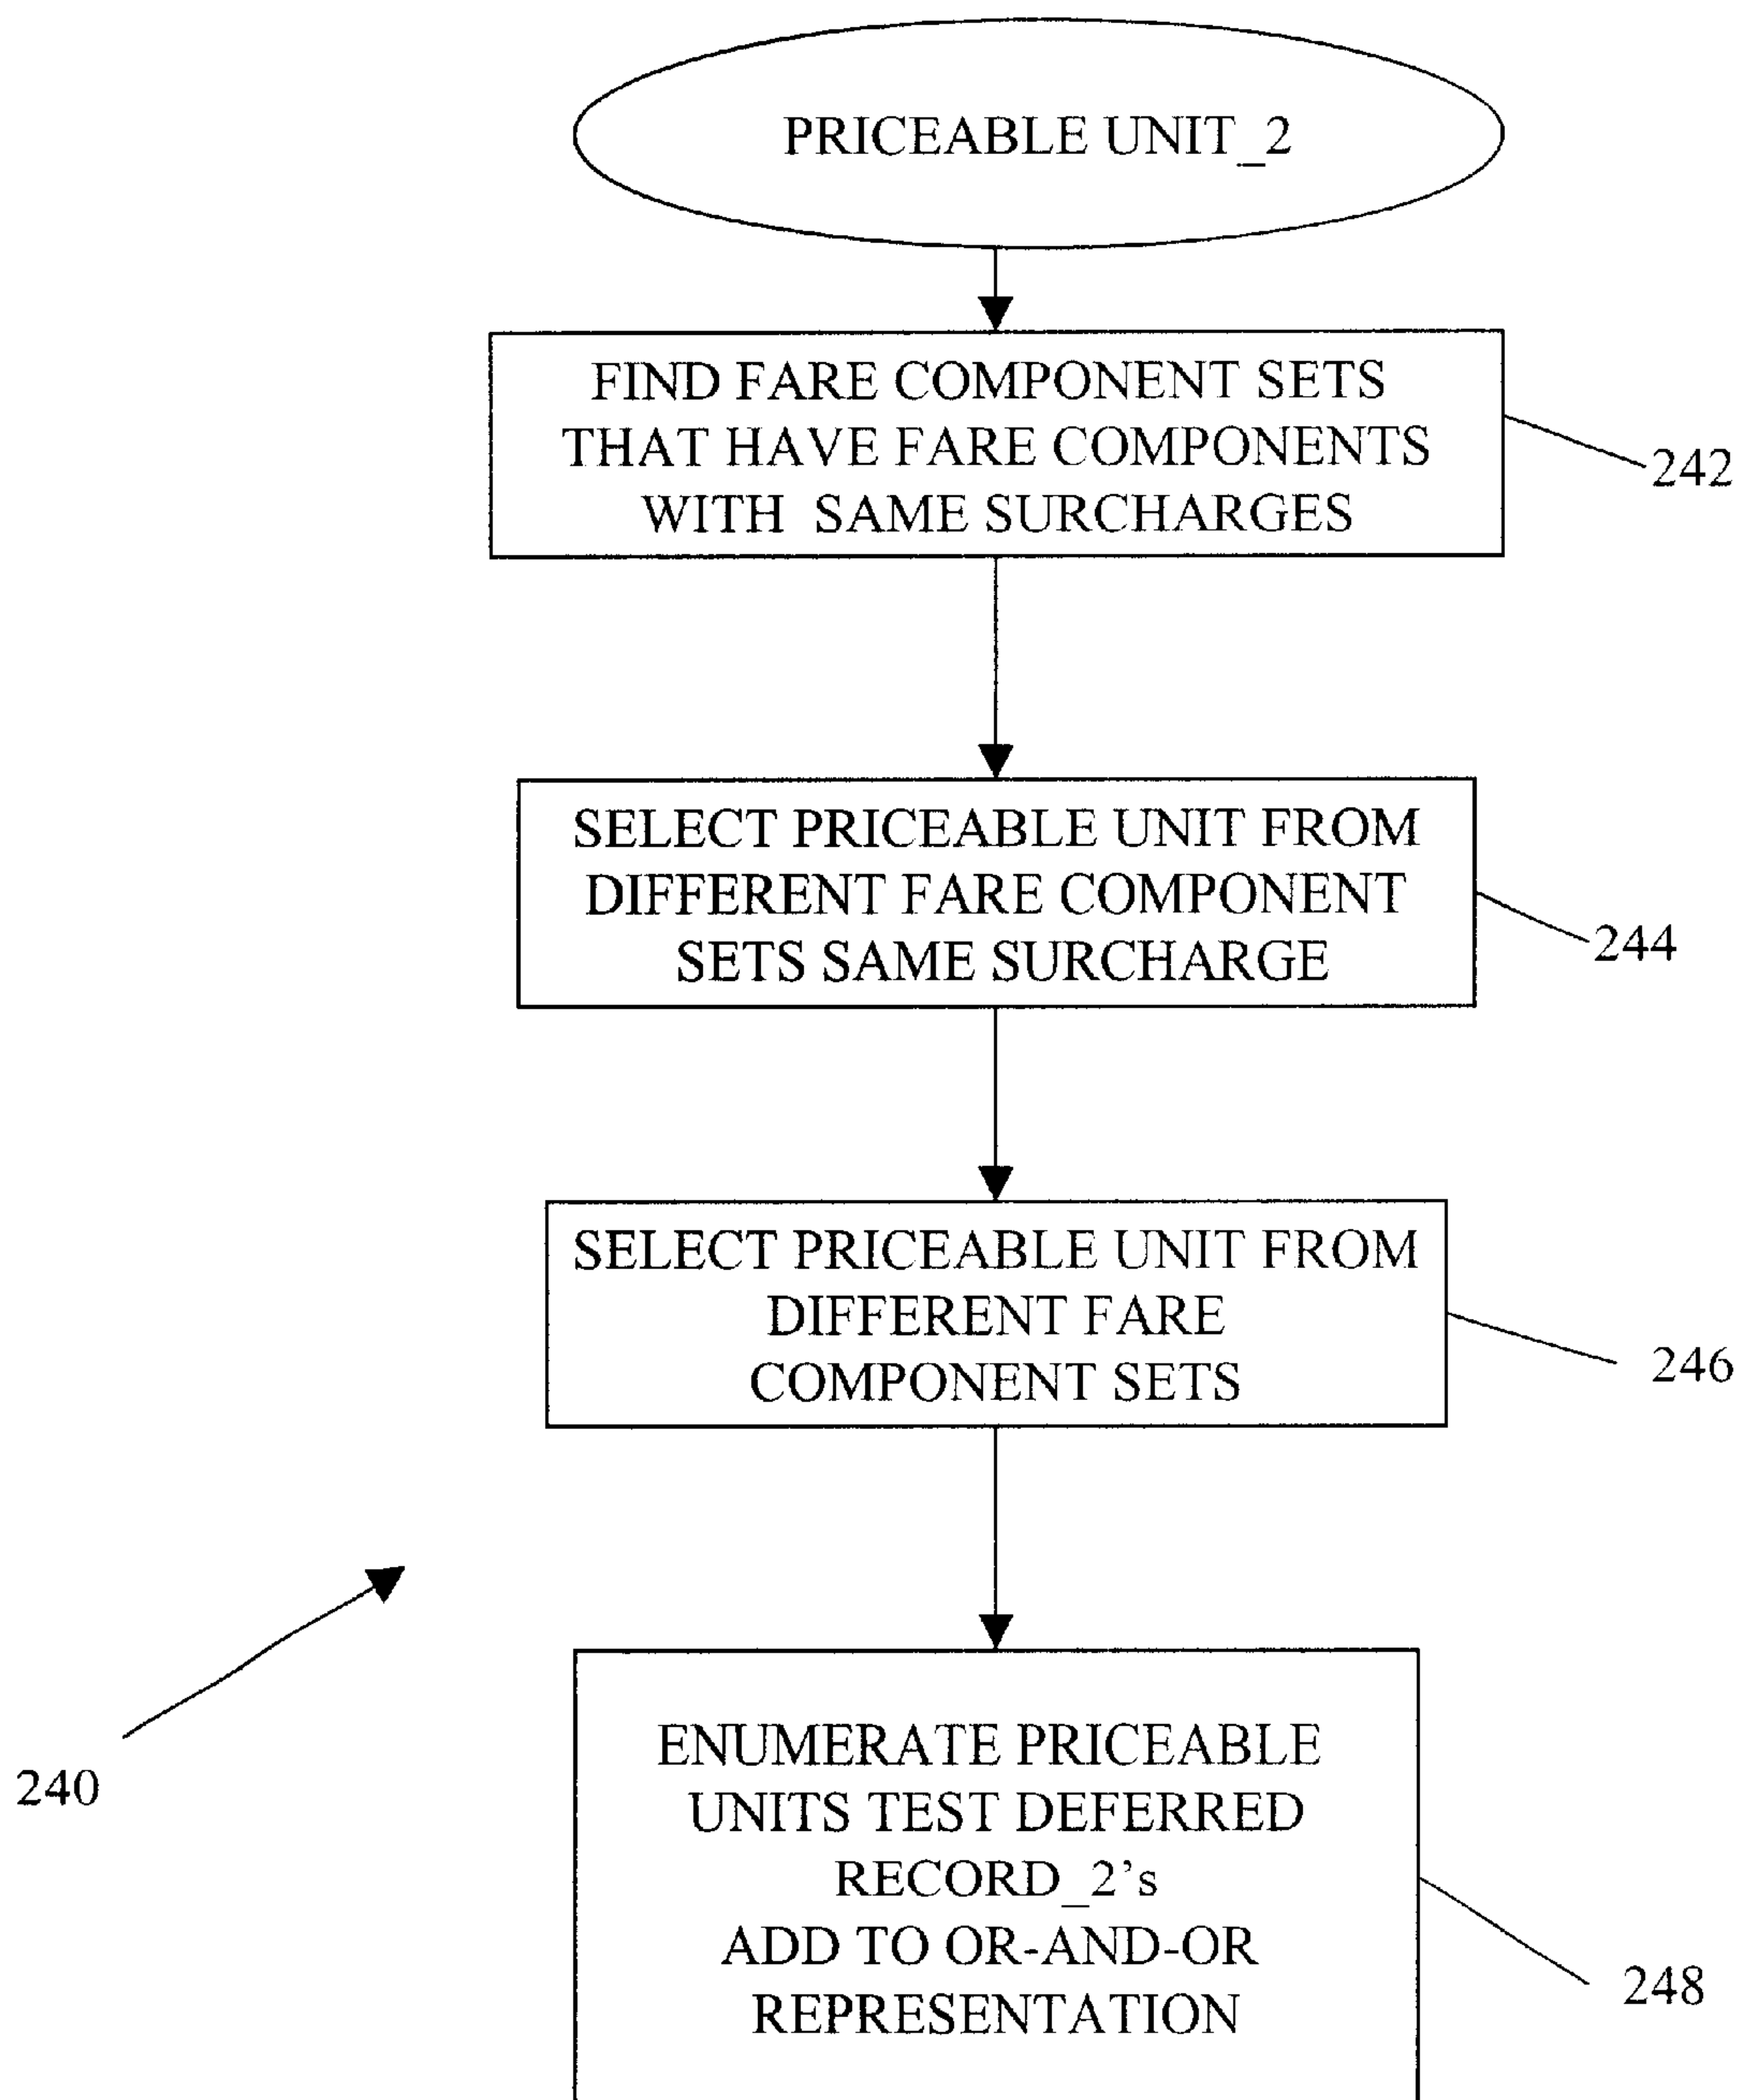 PRICEABLE UNIT_2
FIND FARE COMPONENT SETS
THAT HAVE FARE COMPONENTS
WITH SAME SURCHARGES
242
SELECT PRICEABLE UNIT FROM
DIFFERENT FARE COMPONENT
SETS SAME SURCHARGE
244
SELECT PRICEABLE UNIT FROM
DIFFERENT FARE
COMPONENT SETS
246
240
ENUMERATE PRICEABLE
UNITS TEST DEFERRED
RECORD_2's
ADD TO OR-AND-OR
REPRESENTATION
248